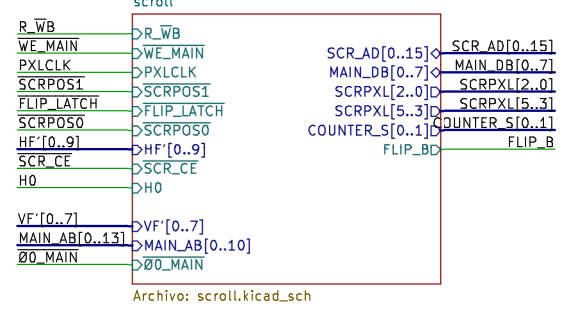 scroll
R_WB R_WB
WE_MAIN WE_MAIN SCR_AD[0..15] SCR_AD[0..15]
PXLCLK PXLCLK MAIN_DB[0..7] MAIN_DB[0..7]
SCRPOS1 SCRPOS1 SCRPXL[2..0] SCRPXL[2..0]
FLIP_LATCH FLIP_LATCH SCRPXL[5..3] SCRPXL[5..3]
SCRPOS0 SCRPOS0 COUNTER_S[0..1] COUNTER_S[0..1]
HF'[0..9] HF'[0..9] FLIP_B FLIP_B
SCR_CE SCR_CE
H0 H0
VF'[0..7] VF'[0..7]
MAIN_AB[0..13] MAIN_AB[0..10]
Ø0_MAIN Ø0_MAIN
Archivo: scroll.kicad_sch